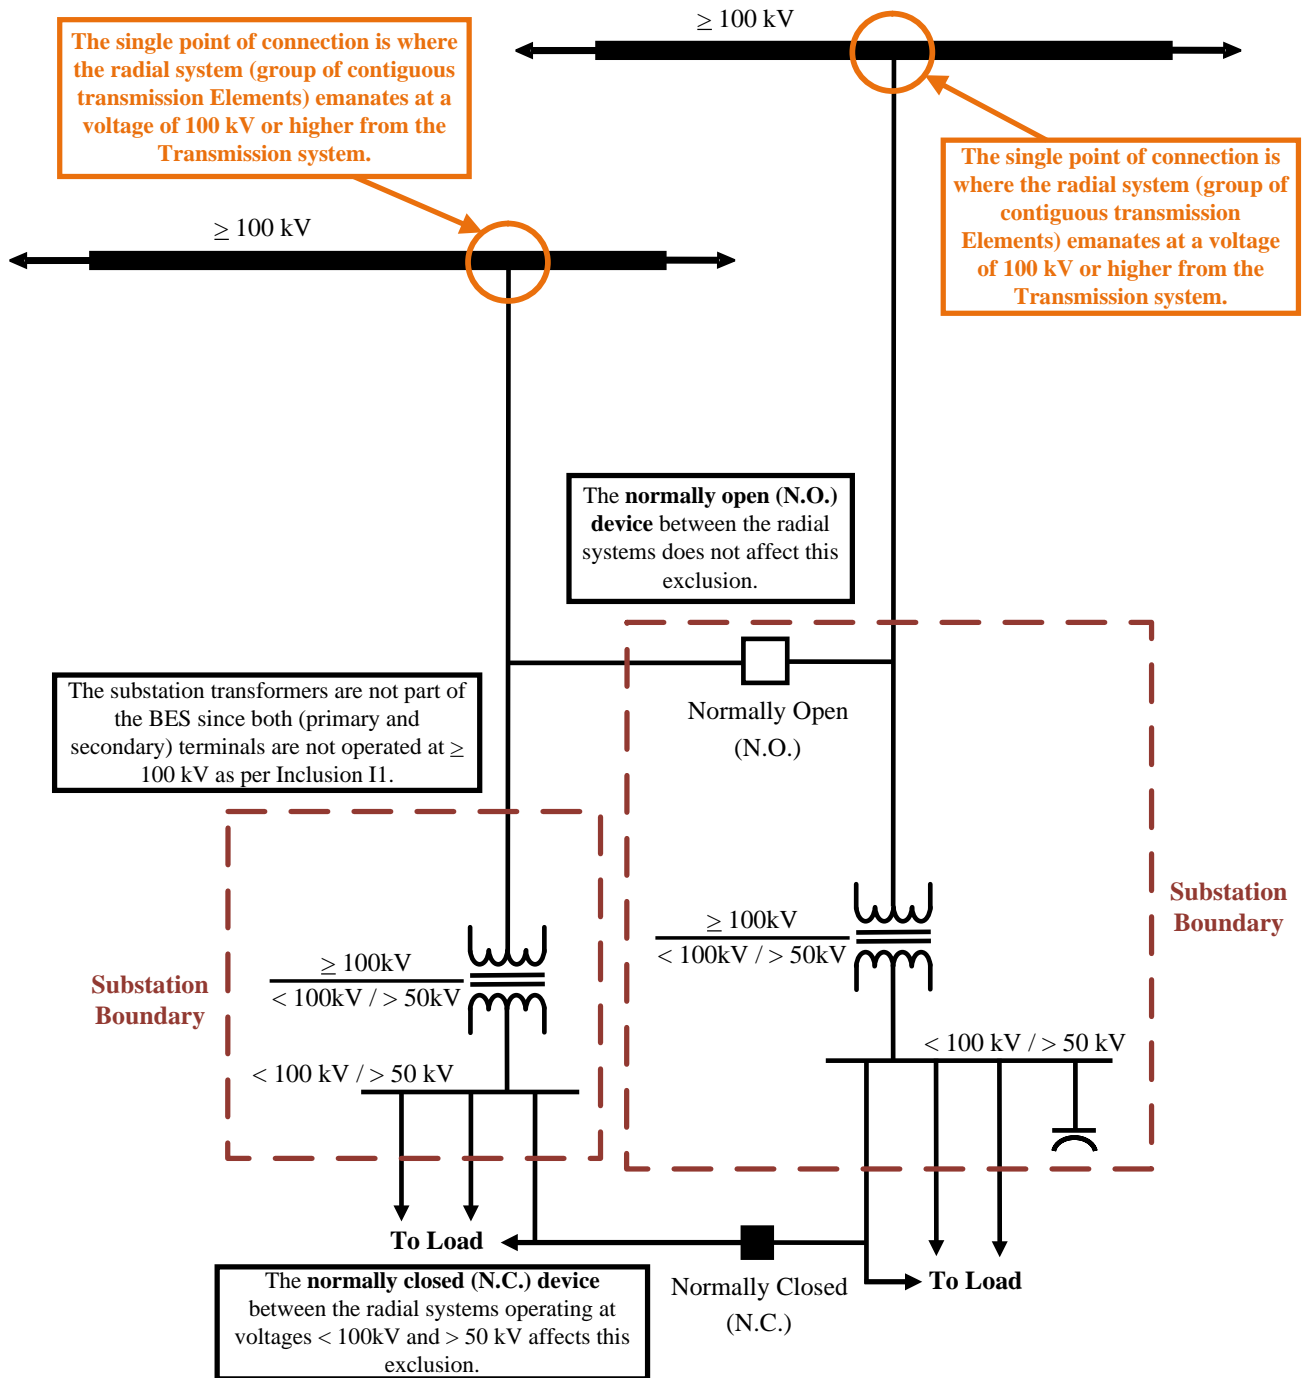 ≥ 100 kV
The single point of connection is where
the radial system (group of contiguous
transmission Elements) emanates at a
voltage of 100 kV or higher from the
Transmission system.
The single point of connection is
where the radial system (group of
contiguous transmission
Elements) emanates at a voltage
of 100 kV or higher from the
Transmission system.
≥ 100 kV
The normally open (N.O.)
device between the radial
systems does not affect this
exclusion.
The substation transformers are not part of
the BES since both (primary and
secondary) terminals are not operated at ≥
100 kV as per Inclusion I1.
Normally Open
(N.O.)
Substation
Boundary
≥ 100kV
< 100kV / > 50kV
≥ 100kV
< 100kV / > 50kV
Substation
Boundary
< 100 kV / > 50 kV
< 100 kV / > 50 kV
To Load
To Load
Normally Closed
(N.C.)
The normally closed (N.C.) device
between the radial systems operating at
voltages < 100kV and > 50 kV affects this
exclusion.